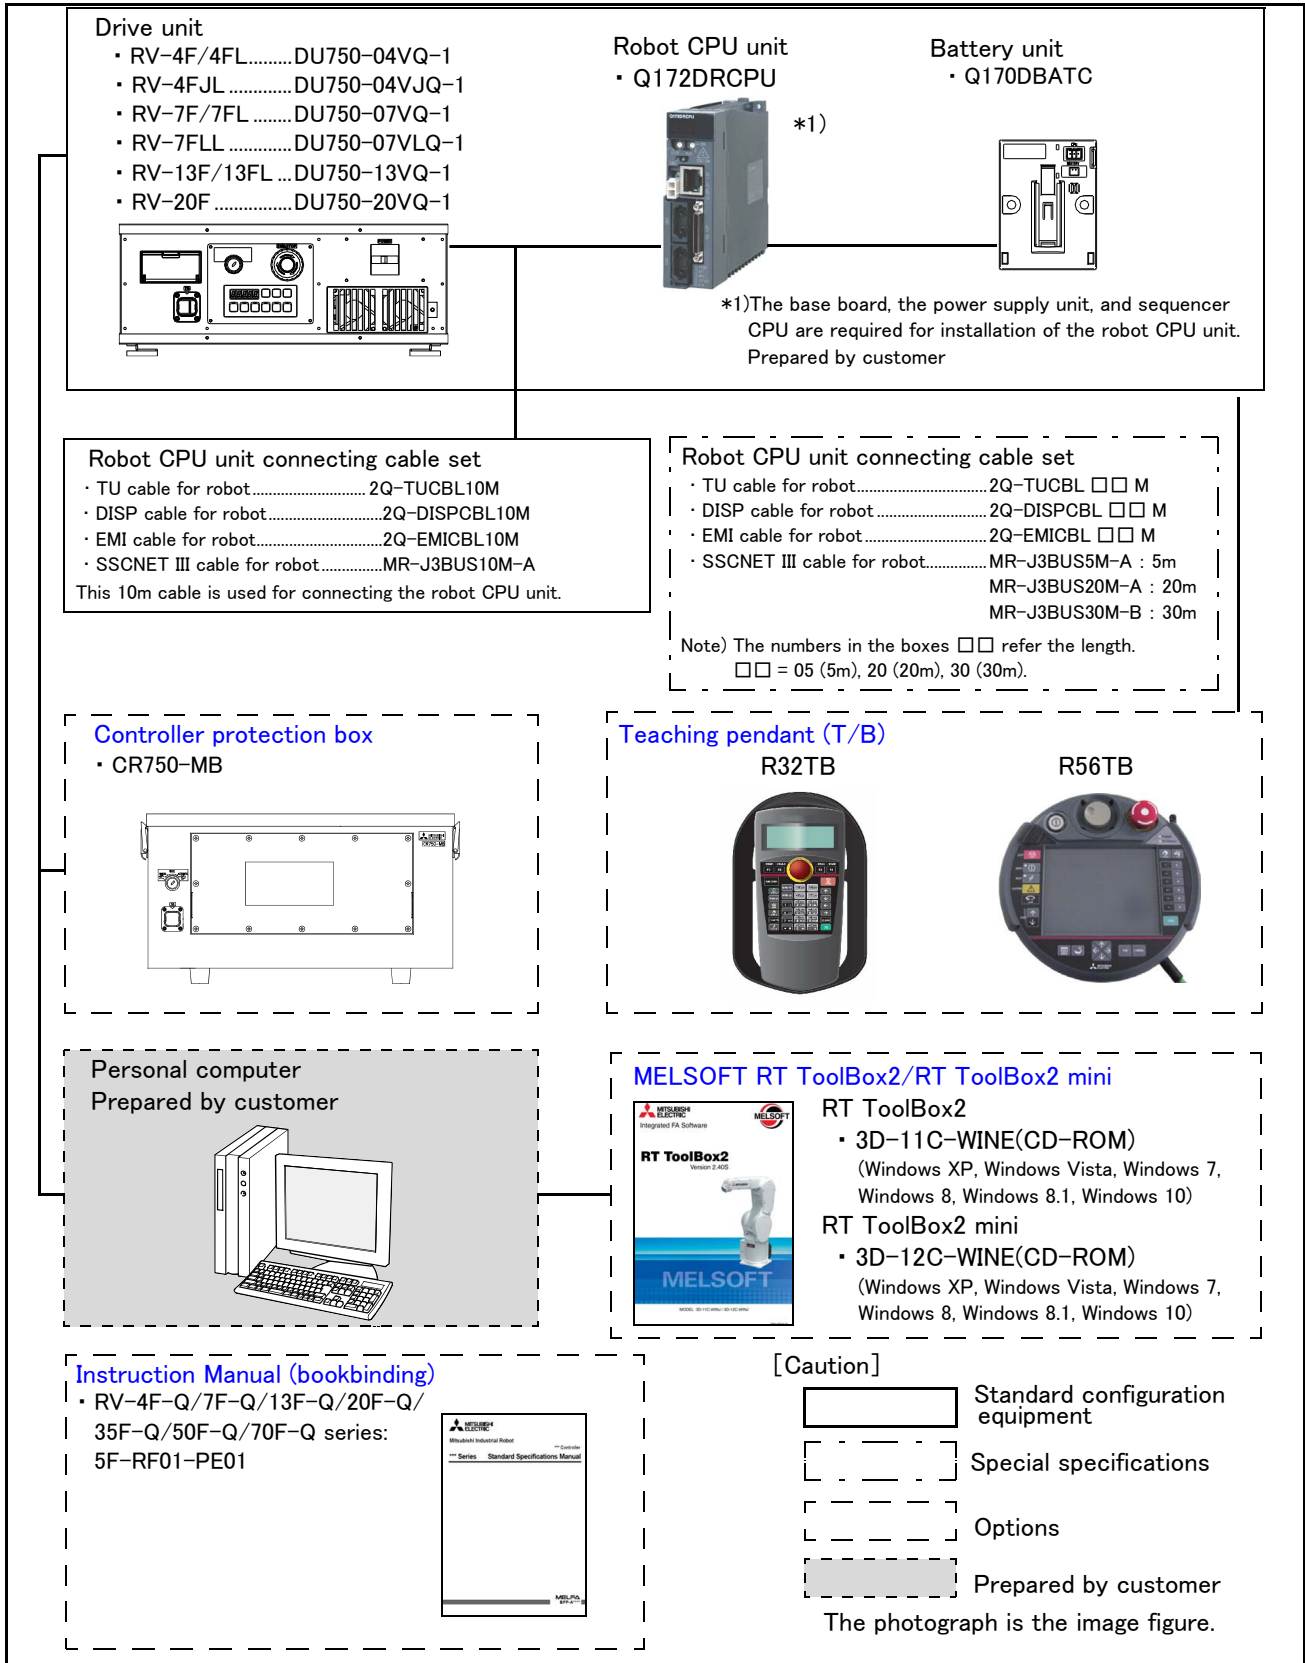 Drive unit
・RV-4F/4FL.........DU750-04VQ-1
・RV-4FJL.............DU750-04VJQ-1
・RV-7F/7FL........DU750-07VQ-1
・RV-7FLL.............DU750-07VLQ-1
・RV-13F/13FL...DU750-13VQ-1
・RV-20F................DU750-20VQ-1
Robot CPU unit
・Q172DRCPU
*1)
Battery unit
・Q170DBATC
*1)The base board, the power supply unit, and sequencer
CPU are required for installation of the robot CPU unit.
Prepared by customer
Robot CPU unit connecting cable set
・TU cable for robot............................2Q-TUCBL10M
・DISP cable for robot............................2Q-DISPCBL10M
・EMI cable for robot...............................2Q-EMICBL10M
・SSCNET III cable for robot...............MR-J3BUS10M-A
This 10m cable is used for connecting the robot CPU unit.
Robot CPU unit connecting cable set
・TU cable for robot................................2Q-TUCBL □□ M
・DISP cable for robot...........................2Q-DISPCBL □□ M
・EMI cable for robot..............................2Q-EMICBL □□ M
・SSCNET III cable for robot...............MR-J3BUS5M-A : 5m
MR-J3BUS20M-A : 20m
MR-J3BUS30M-B : 30m
Note) The numbers in the boxes □□ refer the length.
□□ = 05 (5m), 20 (20m), 30 (30m).
Controller protection box
・CR750-MB
CR750-MB
Teaching pendant (T/B)
R32TB
R56TB
Personal computer
Prepared by customer
MELSOFT RT ToolBox2/RT ToolBox2 mini
MITSUBISHI
ELECTRIC
MELSOFT
Integrated FA Software
RT ToolBox2
Version 2.40S
MELSOFT
RT ToolBox2
・3D-11C-WINE(CD-ROM)
(Windows XP, Windows Vista, Windows 7,
Windows 8, Windows 8.1, Windows 10)
RT ToolBox2 mini
・3D-12C-WINE(CD-ROM)
(Windows XP, Windows Vista, Windows 7,
Windows 8, Windows 8.1, Windows 10)
Instruction Manual (bookbinding)
・RV-4F-Q/7F-Q/13F-Q/20F-Q/
35F-Q/50F-Q/70F-Q series:
5F-RF01-PE01
MITSUBISHI
ELECTRIC
Mitsubishi Industrial Robot
*** Controller
*** Series Standard Specifications Manual
MELFA
[Caution]
Standard configuration
equipment
Special specifications
Options
Prepared by customer
The photograph is the image figure.